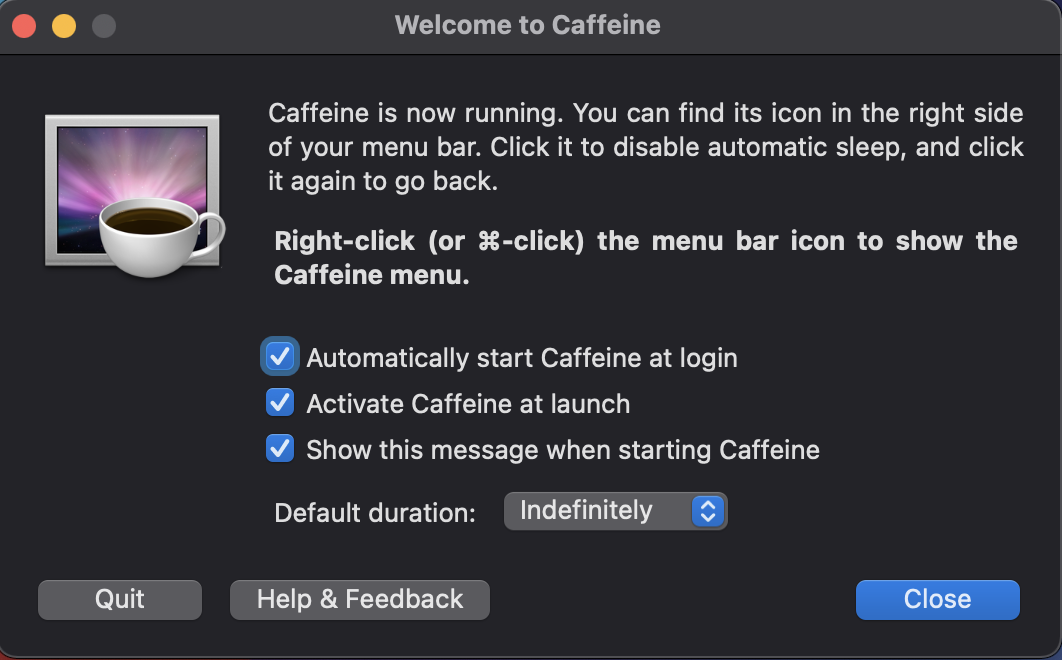 Welcome to Caffeine
Caffeine is now running. You can find its icon in the right side
of your menu bar. Click it to disable automatic sleep, and click
it again to go back.
Right-click (or ⌘-click) the menu bar icon to show the
Caffeine menu.
Automatically start Caffeine at login
Activate Caffeine at launch
Show this message when starting Caffeine
Default duration: Indefinitely
Quit Help & Feedback Close